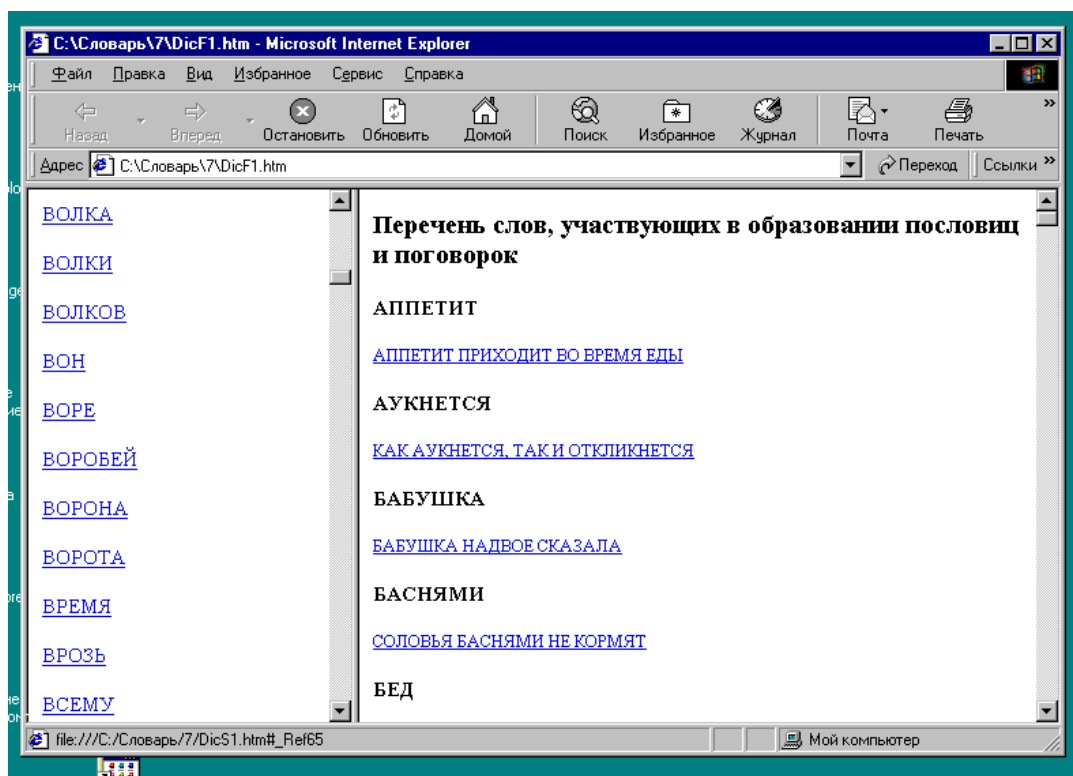 C:\Словарь\7\DicF1.htm - Microsoft Internet Explorer
Файл Правка Вид Избранное Сервис Справка
Назад Вперед Остановить Обновить Домой Поиск Избранное Журнал Почта Печать »
Адрес C:\Словарь\7\DicF1.htm Переход Ссылки »
ВОЛКА
ВОЛКИ
ВОЛКОВ
ВОН
ВОРЕ
ВОРОБЕЙ
ВОРОНА
ВОРОТА
ВРЕМЯ
ВРОЗЬ
ВСЕМУ
Перечень слов, участвующих в образовании пословиц
и поговорок
АППЕТИТ
АППЕТИТ ПРИХОДИТ ВО ВРЕМЯ ЕДЫ
АУКНЕТСЯ
КАК АУКНЕТСЯ, ТАК И ОТКЛИКНЕТСЯ
БАБУШКА
БАБУШКА НАДВОЕ СКАЗАЛА
БАСНЯМИ
СОЛОВЬЯ БАСНЯМИ НЕ КОРМЯТ
БЕД
file:///C:/Словарь/7/DicS1.htm#_Ref65 Мой компьютер